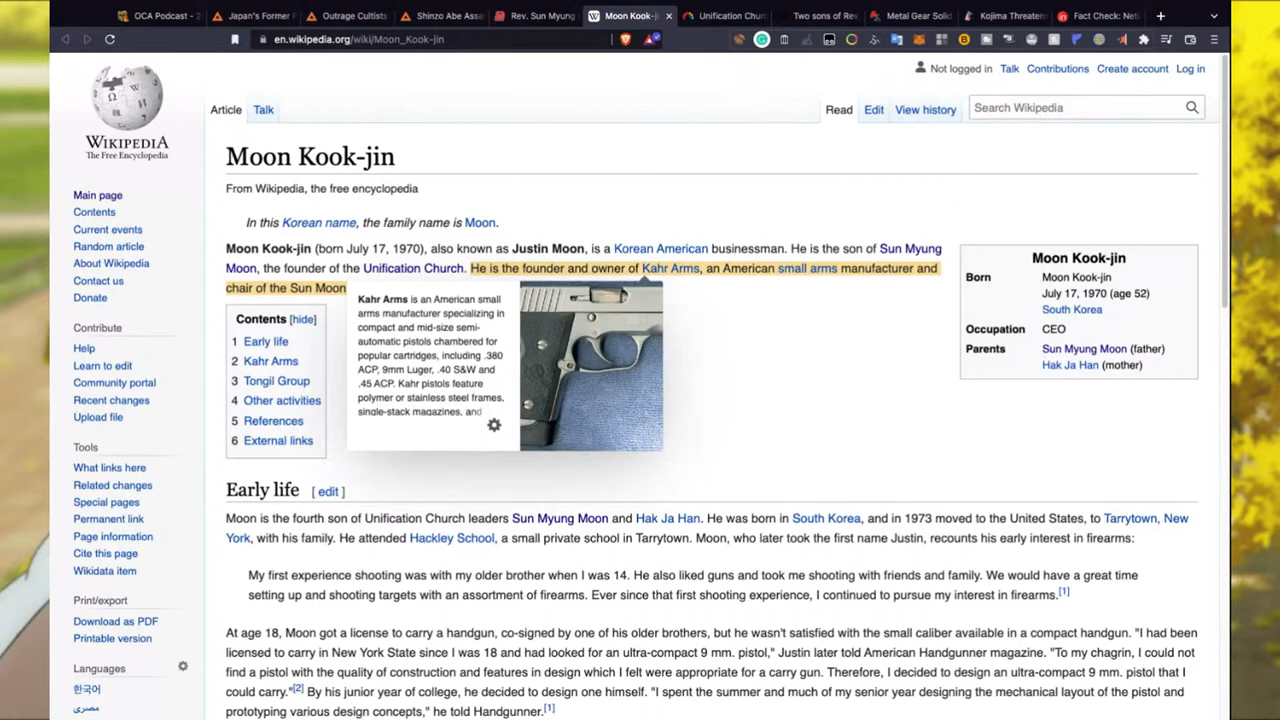 OCA Podcast - 2
Japan's Former F
Outrage Cultists
Shinzo Abe Assa
Rev. Sun Myung
Moon Kook-ji
Unification Churc
Two sons of Rev
Metal Gear Solid
Kojima Threaten
Fact Check: Net
en.wikipedia.org/wiki/Moon_Kook-jin
Not logged in Talk Contributions Create account Log in
Article Talk
Read Edit View history
Search Wikipedia
WIKIPEDIA
The Free Encyclopedia
Main page
Contents
Current events
Random article
About Wikipedia
Contact us
Donate
Contribute
Help
Learn to edit
Community portal
Recent changes
Upload file
Tools
What links here
Related changes
Special pages
Permanent link
Page information
Cite this page
Wikidata item
Print/export
Download as PDF
Printable version
Languages
한국어
مصرى
Moon Kook-jin
From Wikipedia, the free encyclopedia
In this Korean name, the family name is Moon.
Moon Kook-jin (born July 17, 1970), also known as Justin Moon, is a Korean American businessman. He is the son of Sun Myung
Moon, the founder of the Unification Church. He is the founder and owner of Kahr Arms, an American small arms manufacturer and
chair of the Sun Moon
Kahr Arms is an American small
arms manufacturer specializing in
compact and mid-size semi-
automatic pistols chambered for
popular cartridges, including .380
ACP, 9mm Luger, .40 S&W and
.45 ACP. Kahr pistols feature
polymer or stainless steel frames,
single-stack magazines, and
Contents [hide]
1 Early life
2 Kahr Arms
3 Tongil Group
4 Other activities
5 References
6 External links
Moon Kook-jin
Born Moon Kook-jin
July 17, 1970 (age 52)
South Korea
Occupation CEO
Parents Sun Myung Moon (father)
Hak Ja Han (mother)
Early life [ edit ]
Moon is the fourth son of Unification Church leaders Sun Myung Moon and Hak Ja Han. He was born in South Korea, and in 1973 moved to the United States, to Tarrytown, New
York, with his family. He attended Hackley School, a small private school in Tarrytown. Moon, who later took the first name Justin, recounts his early interest in firearms:
My first experience shooting was with my older brother when I was 14. He also liked guns and took me shooting with friends and family. We would have a great time
setting up and shooting targets with an assortment of firearms. Ever since that first shooting experience, I continued to pursue my interest in firearms.[1]
At age 18, Moon got a license to carry a handgun, co-signed by one of his older brothers, but he wasn't satisfied with the small caliber available in a compact handgun. "I had been
licensed to carry in New York State since I was 18 and had looked for an ultra-compact 9 mm. pistol," Justin later told American Handgunner magazine. "To my chagrin, I could not
find a pistol with the quality of construction and features in design which I felt were appropriate for a carry gun. Therefore, I decided to design an ultra-compact 9 mm. pistol that I
could carry."[2] By his junior year of college, he decided to design one himself. "I spent the summer and much of my senior year designing the mechanical layout of the pistol and
prototyping various design concepts," he told Handgunner.[1]